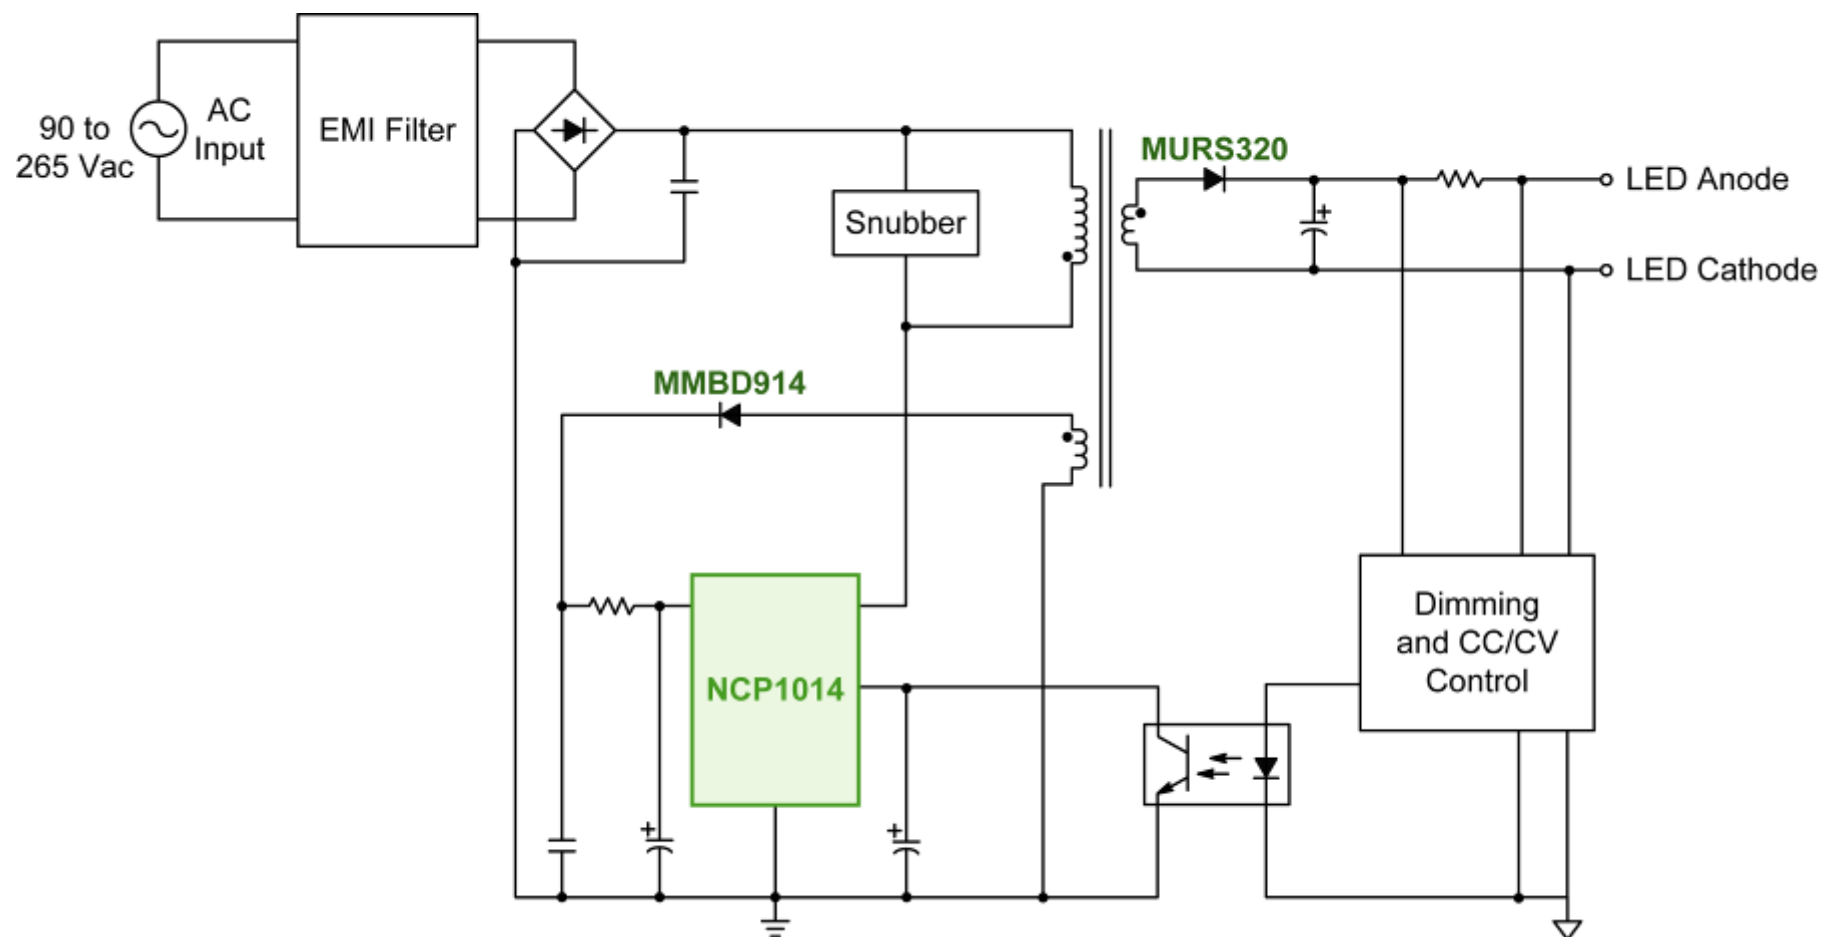 90 to
265 Vac
AC
Input
EMI Filter
Snubber
MURS320
LED Anode
LED Cathode
MMBD914
NCP1014
Dimming
and CC/CV
Control
+
+
+